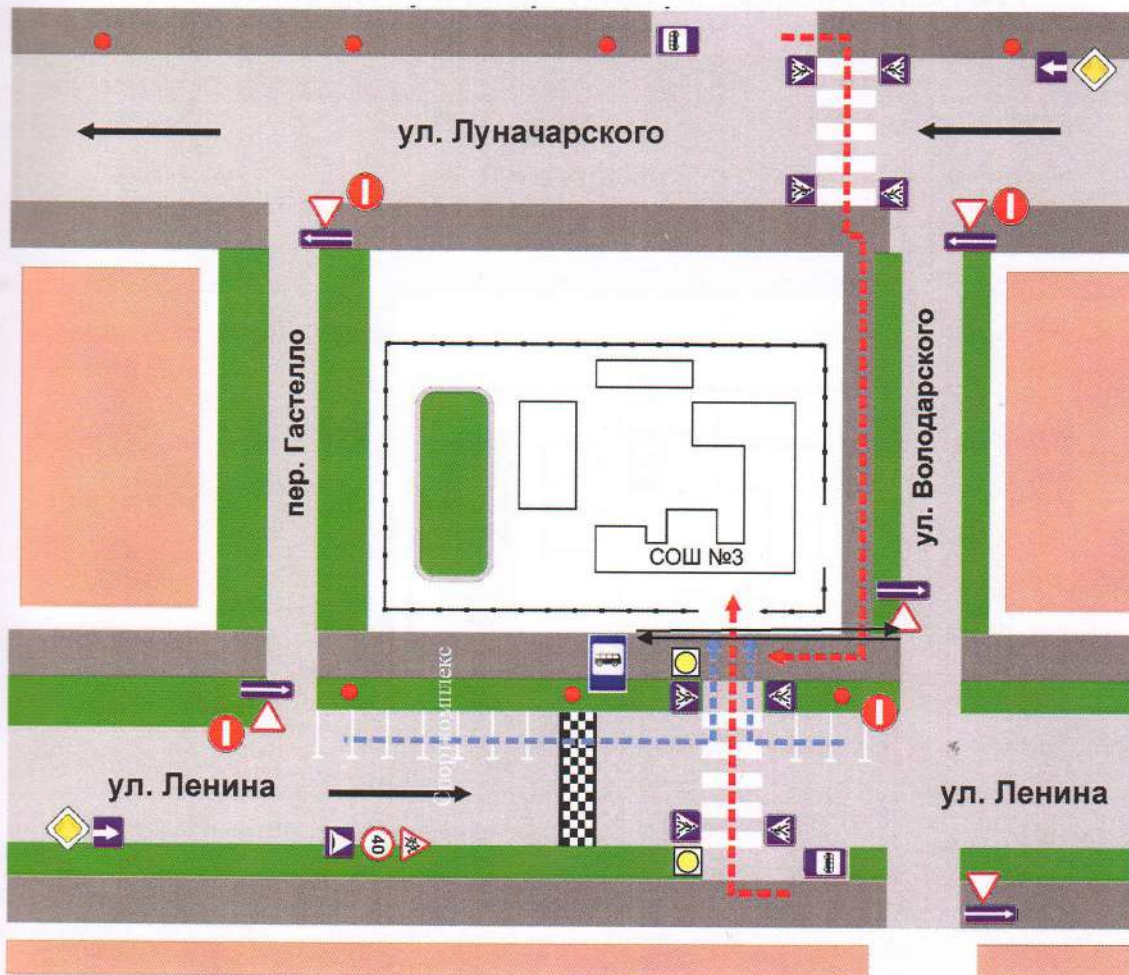 ул. Луначарского
пер. Гастелло
ул. Володарского
СОШ №3
Спорткомплекс
ул. Ленина
ул. Ленина
40